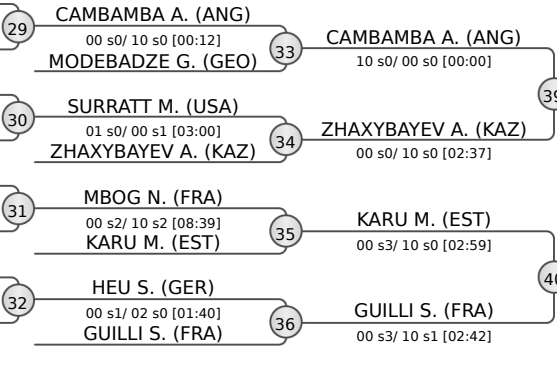 CAMBAMBA A. (ANG)
29
00 s0/ 10 s0 [00:12]
MODEBADZE G. (GEO)
33
CAMBAMBA A. (ANG)
10 s0/ 00 s0 [00:00]
SURRATT M. (USA)
30
01 s0/ 00 s1 [03:00]
ZHAXYBAYEV A. (KAZ)
34
ZHAXYBAYEV A. (KAZ)
00 s0/ 10 s0 [02:37]
39
MBOG N. (FRA)
31
00 s2/ 10 s2 [08:39]
KARU M. (EST)
35
KARU M. (EST)
00 s3/ 10 s0 [02:59]
HEU S. (GER)
32
00 s1/ 02 s0 [01:40]
GUILLI S. (FRA)
36
GUILLI S. (FRA)
00 s3/ 10 s1 [02:42]
40